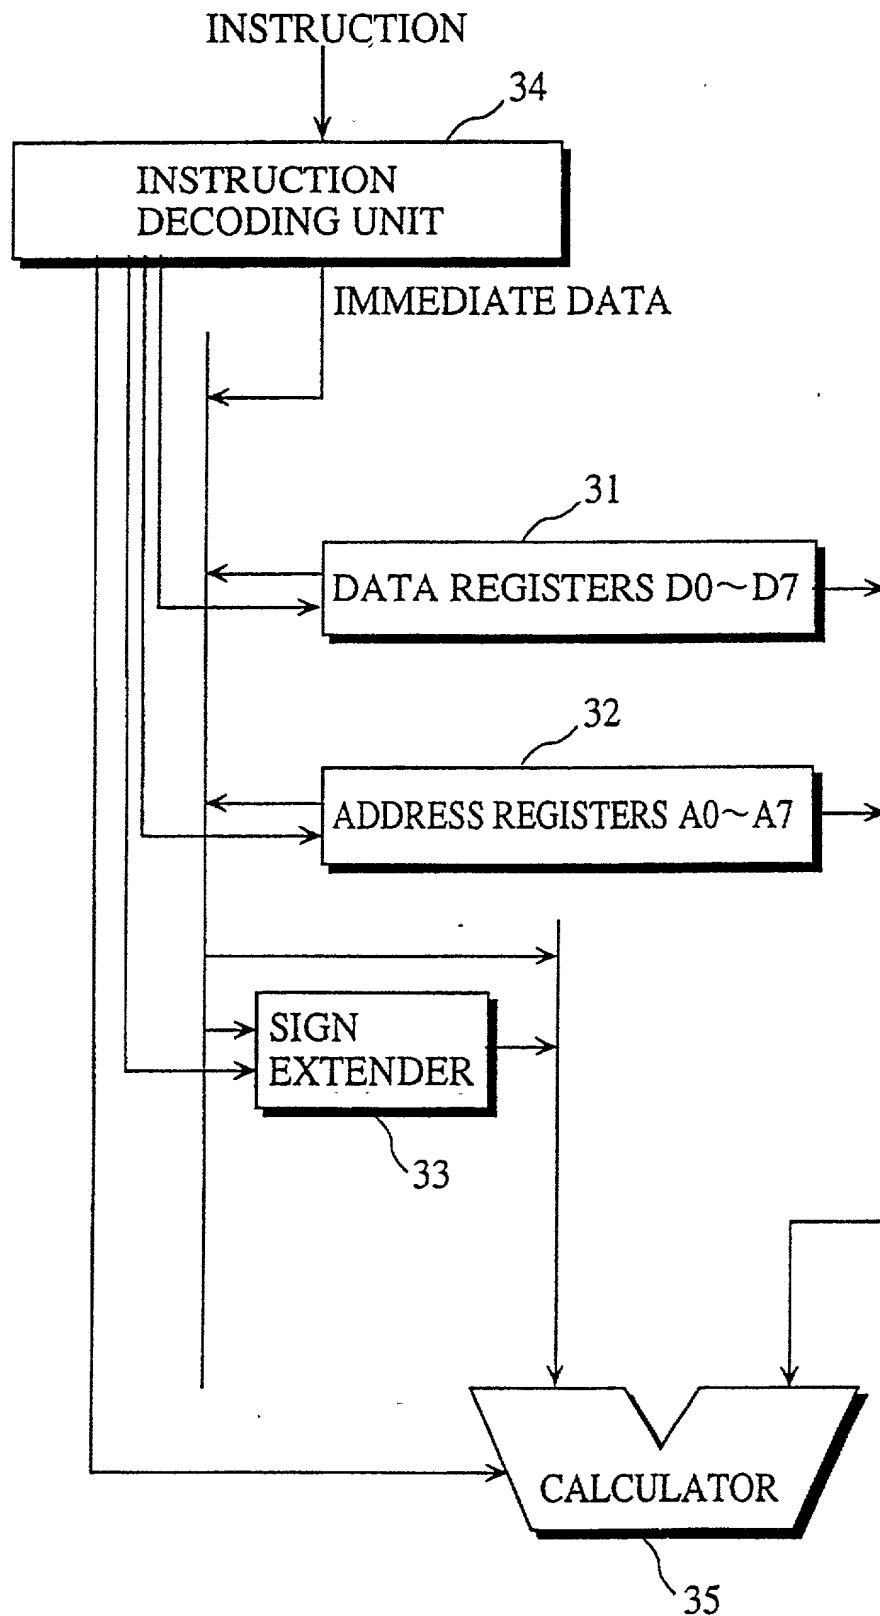 INSTRUCTION
34
INSTRUCTION
DECODING UNIT
IMMEDIATE DATA
31
DATA REGISTERS D0～D7
32
ADDRESS REGISTERS A0～A7
SIGN
EXTENDER
33
CALCULATOR
35